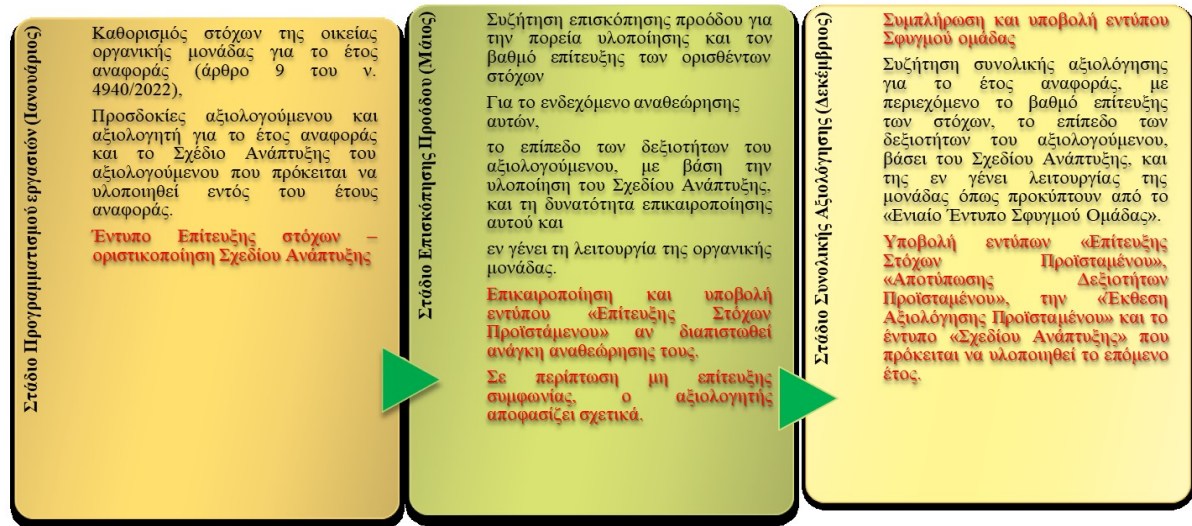 Στάδιο Προγραμματισμού εργασιών (Ιανουάριος)
Καθορισμός στόχων της οικείας
οργανικής μονάδας για το έτος
αναφοράς (άρθρο 9 του ν.
4940/2022),
Προσδοκίες αξιολογούμενου και
αξιολογητή για το έτος αναφοράς
και το Σχέδιο Ανάπτυξης του
αξιολογούμενου που πρόκειται να
υλοποιηθεί εντός του έτους
αναφοράς.
Έντυπο Επίτευξης στόχων –
οριστικοποίηση Σχεδίου Ανάπτυξης
Στάδιο Επισκόπησης Προόδου (Μάιος)
Συζήτηση επισκόπησης προόδου για
την πορεία υλοποίησης και τον
βαθμό επίτευξης των ορισθέντων
στόχων
Για το ενδεχόμενο αναθεώρησης
αυτών,
το επίπεδο των δεξιοτήτων του
αξιολογούμενου, με βάση την
υλοποίηση του Σχεδίου Ανάπτυξης,
και τη δυνατότητα επικαιροποίησης
αυτού και
εν γένει τη λειτουργία της οργανικής
μονάδας.
Επικαιροποίηση και υποβολή
εντύπου «Επίτευξης Στόχων
Προϊστάμενου» αν διαπιστωθεί
ανάγκη αναθεώρησης τους.
Σε περίπτωση μη επίτευξης
συμφωνίας, ο αξιολογητής
αποφασίζει σχετικά.
Στάδιο Συνολικής Αξιολόγησης (Δεκέμβριος)
Συμπλήρωση και υποβολή εντύπου
Σφυγμού ομάδας
Συζήτηση συνολικής αξιολόγησης
για το έτος αναφοράς, με
περιεχόμενο το βαθμό επίτευξης
των στόχων, το επίπεδο των
δεξιοτήτων του αξιολογούμενου,
βάσει του Σχεδίου Ανάπτυξης, και
της εν γένει λειτουργίας της
μονάδας όπως προκύπτουν από το
«Ενιαίο Έντυπο Σφυγμού Ομάδας».
Υποβολή εντύπων «Επίτευξης
Στόχων Προϊσταμένου»,
«Αποτύπωσης Δεξιοτήτων
Προϊσταμένου», την «Έκθεση
Αξιολόγησης Προϊσταμένου» και το
έντυπο «Σχεδίου Ανάπτυξης» που
πρόκειται να υλοποιηθεί το επόμενο
έτος.